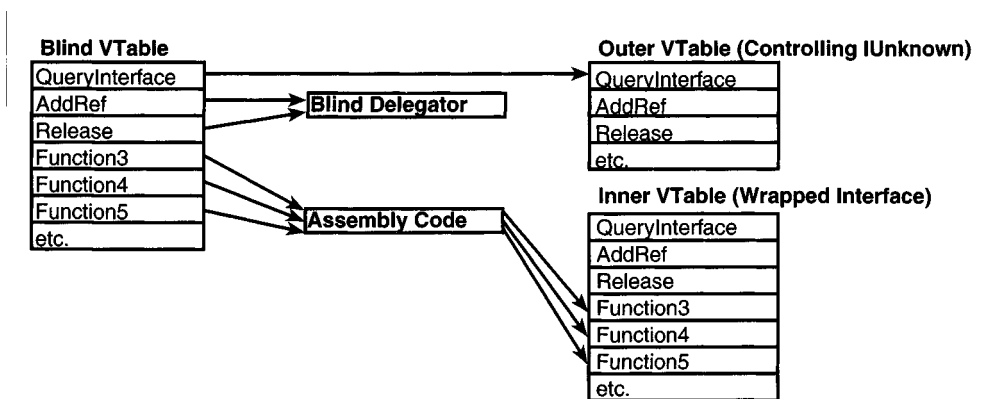 Blind VTable
QueryInterface
AddRef
Release
Function3
Function4
Function5
etc.
Blind Delegator
Assembly Code
Outer VTable (Controlling IUnknown)
QueryInterface
AddRef
Release
etc.
Inner VTable (Wrapped Interface)
QueryInterface
AddRef
Release
Function3
Function4
Function5
etc.